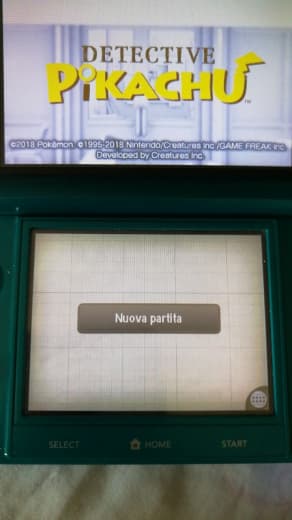 DETECTIVE
PIKACHU™
©2018 Pokémon. ©1995-2018 Nintendo/Creatures Inc./GAME FREAK inc.
Developed by Creatures Inc.
Nuova partita
SELECT HOME START